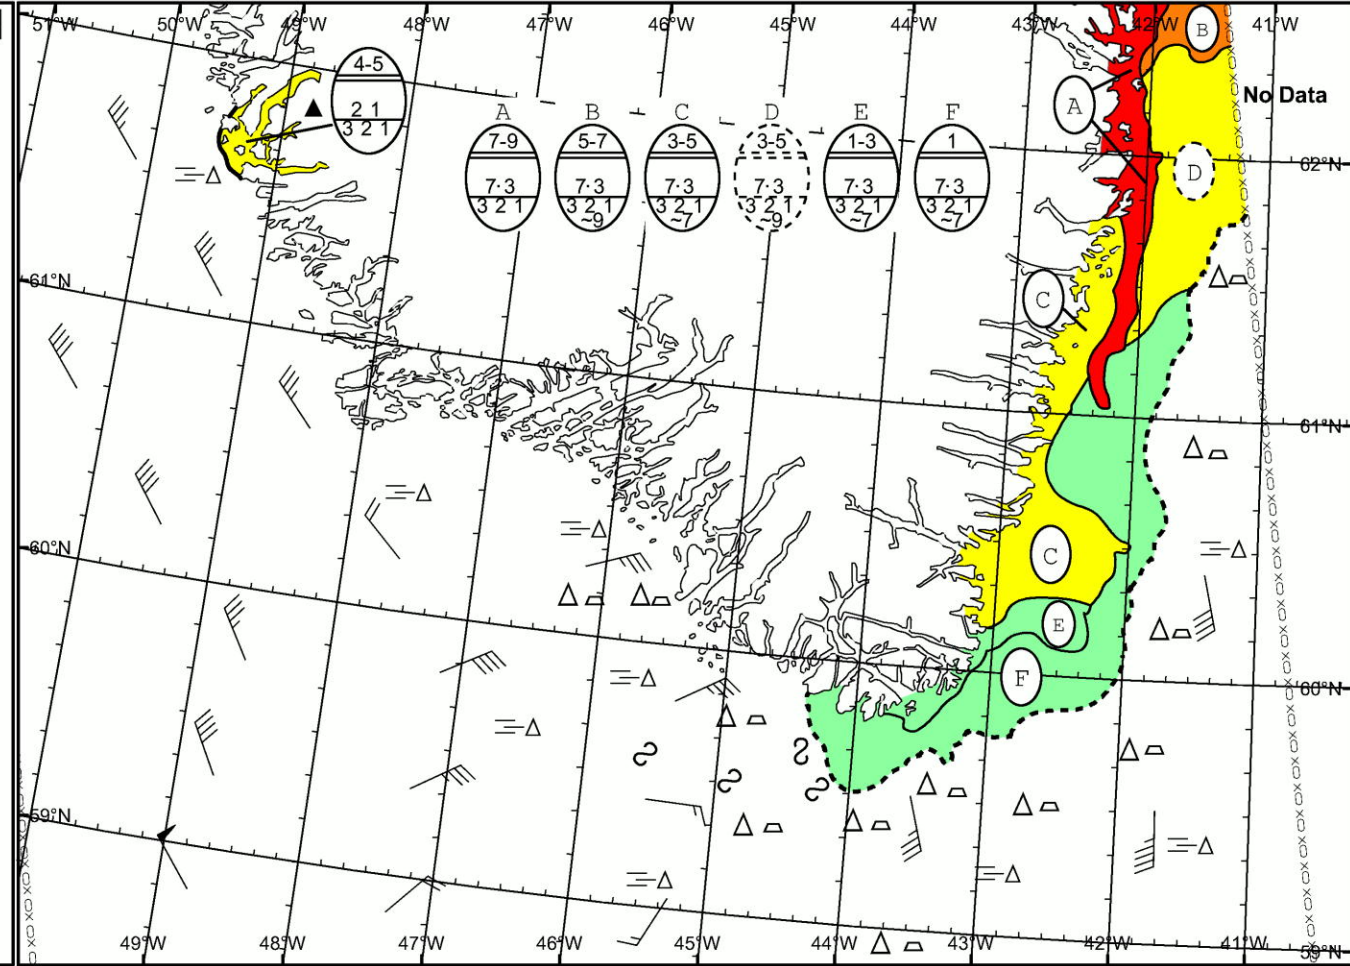 51°W 50°W 49°W 48°W 47°W 46°W 45°W 44°W 43°W 42°W 41°W
B
4-5
2 1
3 2 1
No Data
A
A B C D E F
7-9 5-7 3-5 3-5 1-3 1
7·3 7·3 7·3 7·3 7·3 7·3
3 2 1 3 2 1 3 2 1 3 2 1 3 2 1 3 2 1
~9 ~7 ~9 ~7 ~7
62°N
D
61°N
C
61°N
60°N
C
E
F
60°N
59°N
49°W 48°W 47°W 46°W 45°W 44°W 43°W 42°W 41°W
59°N